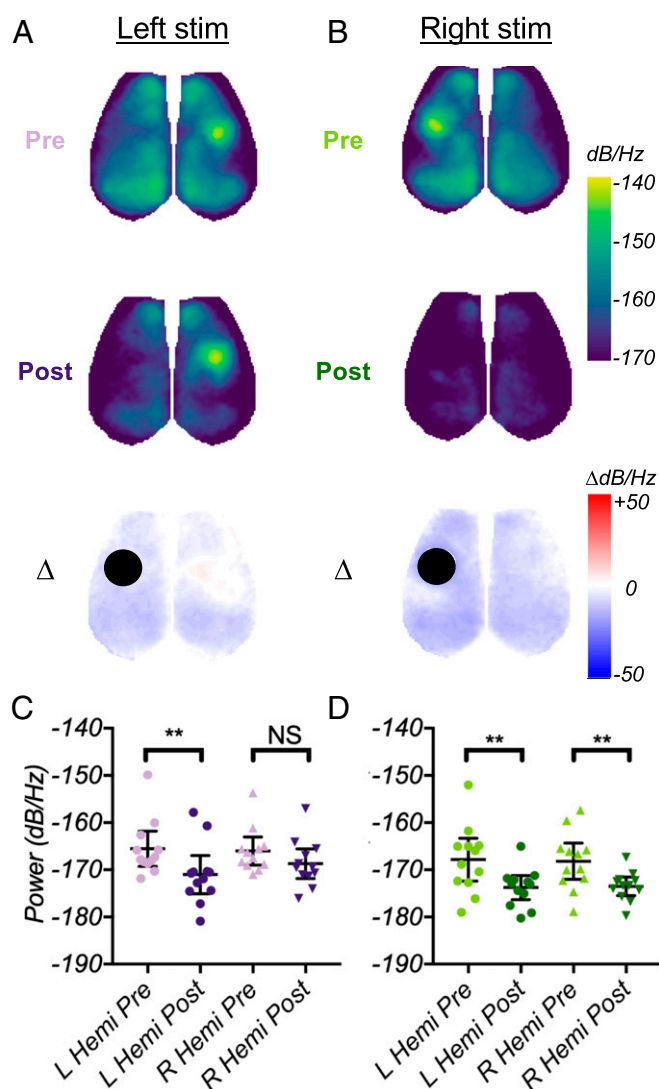 A Left stim
B Right stim
Pre
Pre
dB/Hz
-140
-150
-160
-170
Post
Post
ΔdB/Hz
+50
0
-50
Δ
Δ
C
D
-140
-150
-160
-170
-180
-190
Power (dB/Hz)
**
NS
L Hemi Pre
L Hemi Post
R Hemi Pre
R Hemi Post
-140
-150
-160
-170
-180
-190
**
**
L Hemi Pre
L Hemi Post
R Hemi Pre
R Hemi Post